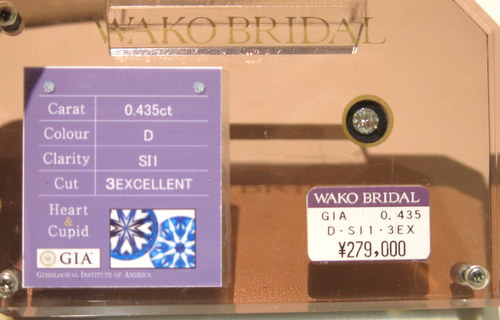 WAKO BRIDAL
Carat 0.435ct
Colour D
Clarity SI1
Cut 3EXCELLENT
Heart
&
Cupid
GIA
GEMOLOGICAL INSTITUTE OF AMERICA
WAKO BRIDAL
GIA 0.435
D-SI1-3EX
¥279,000